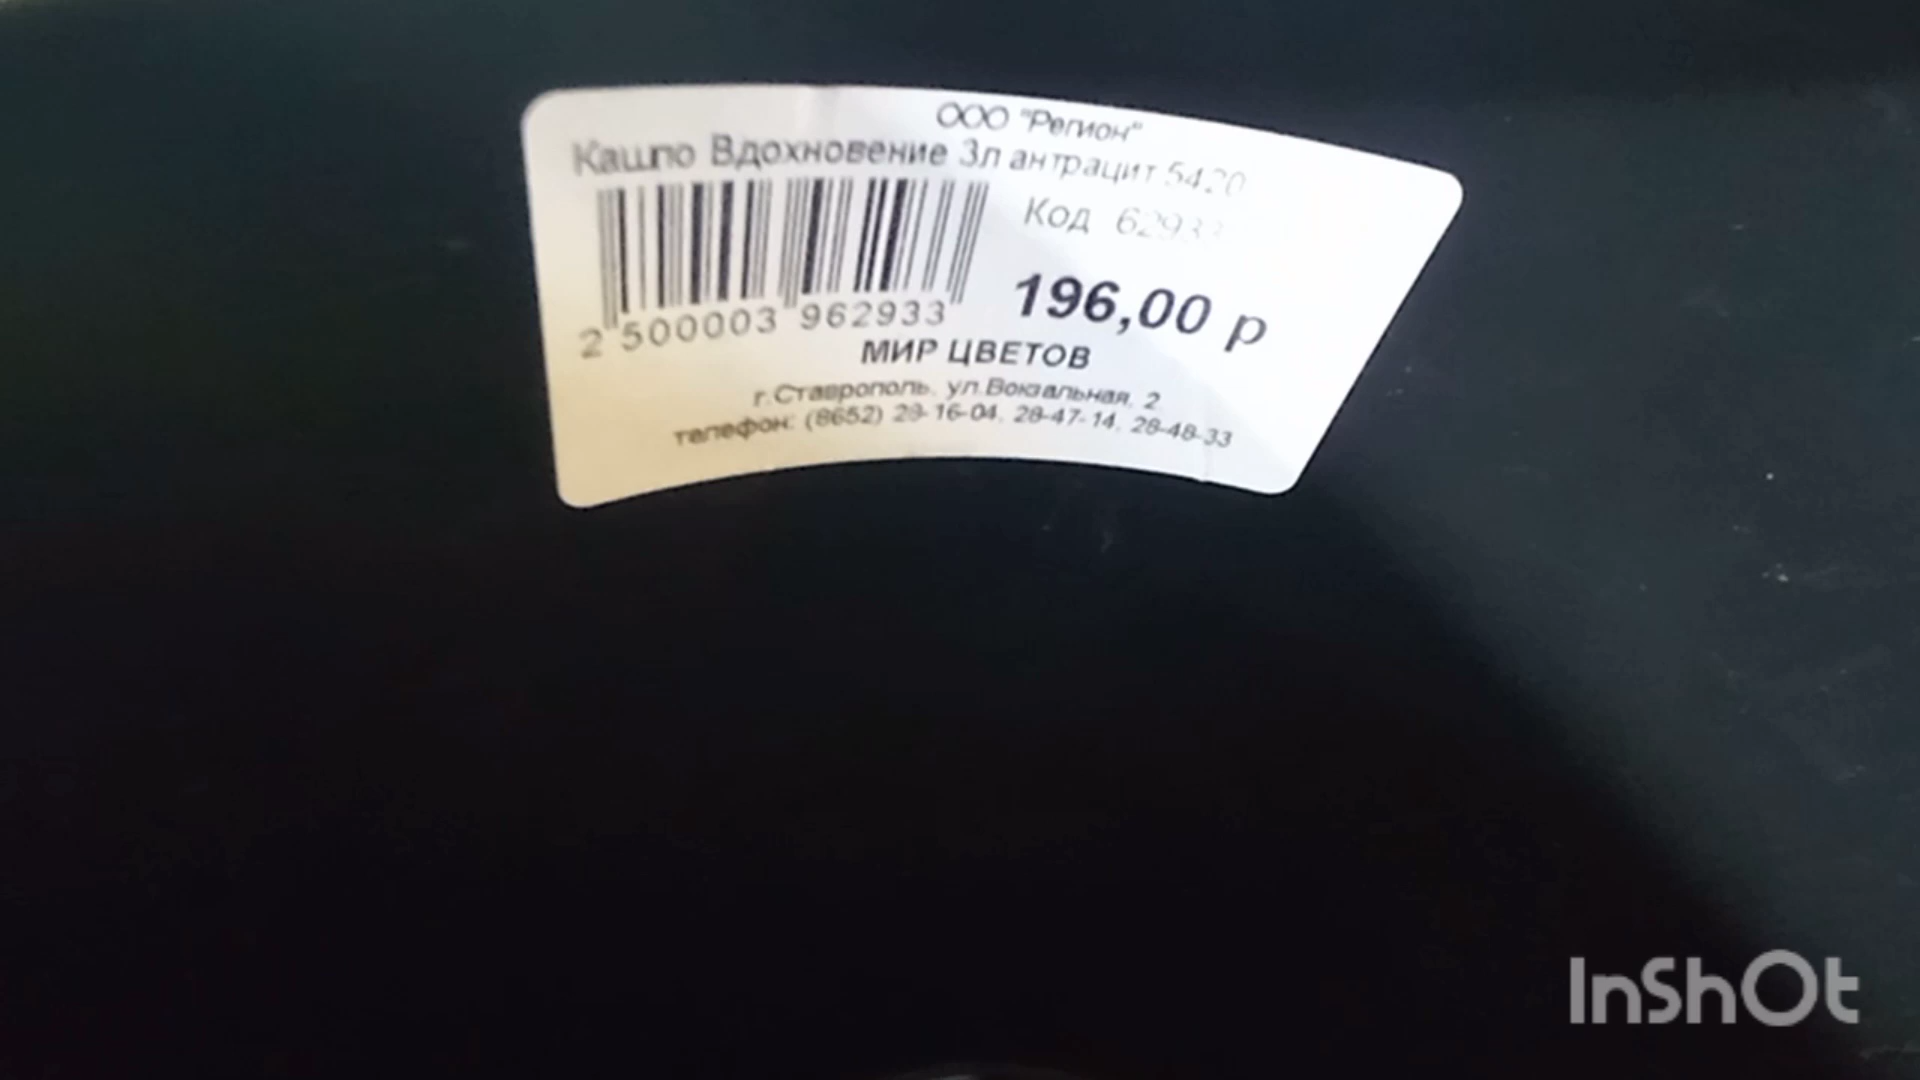 ООО "Регион"
Кашпо Вдохновение 3л антрацит 5420
Код 62933
2 500003 962933
196,00 р
МИР ЦВЕТОВ
г.Ставрополь, ул.Вокзальная, 2
телефон: (8652) 28-16-04, 28-47-14, 28-48-33
InShOt